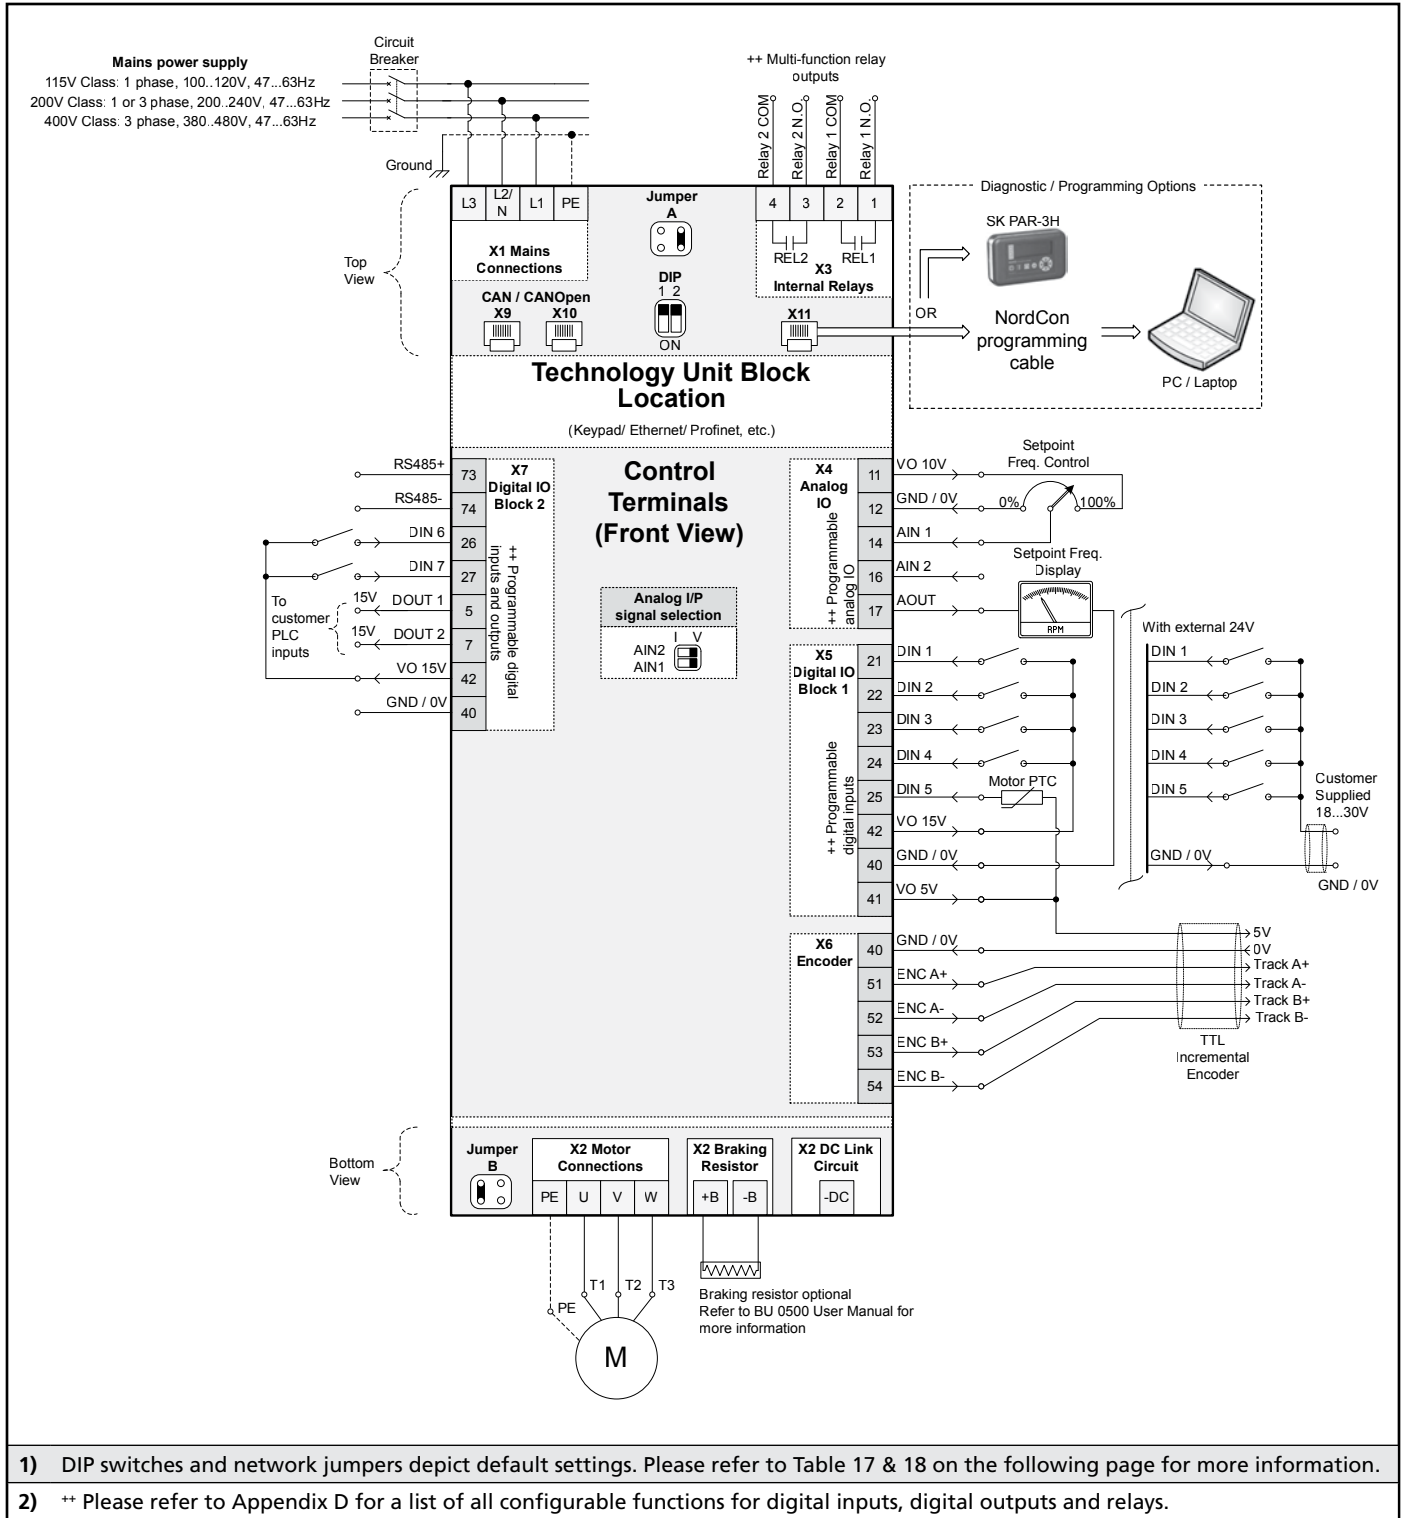 Mains power supply
115V Class: 1 phase, 100..120V, 47...63Hz
200V Class: 1 or 3 phase, 200..240V, 47...63Hz
400V Class: 3 phase, 380..480V, 47...63Hz
Circuit
Breaker
Ground
++ Multi-function relay
outputs
Relay 2 COM
Relay 2 N.O.
Relay 1 COM
Relay 1 N.O.
Top
View
L3
L2/
N
L1
PE
X1 Mains
Connections
Jumper
A
4
3
2
1
REL2
REL1
X3
Internal Relays
CAN / CANOpen
X9
X10
DIP
1 2
ON
X11
Diagnostic / Programming Options
SK PAR-3H
OR
NordCon
programming
cable
PC / Laptop
Technology Unit Block
Location
(Keypad/ Ethernet/ Profinet, etc.)
Control
Terminals
(Front View)
RS485+
73
RS485-
74
DIN 6
26
DIN 7
27
15V
DOUT 1
5
15V
DOUT 2
7
VO 15V
42
GND / 0V
40
To
customer
PLC
inputs
X7
Digital IO
Block 2
++ Programmable digital
inputs and outputs
Analog I/P
signal selection
I V
AIN2
AIN1
X4
Analog
IO
++ Programmable
analog IO
11
VO 10V
12
GND / 0V
14
AIN 1
16
AIN 2
17
AOUT
Setpoint
Freq. Control
0%
100%
Setpoint Freq.
Display
RPM
X5
Digital IO
Block 1
++ Programmable
digital inputs
21
DIN 1
22
DIN 2
23
DIN 3
24
DIN 4
25
DIN 5
Motor PTC
42
VO 15V
40
GND / 0V
41
VO 5V
With external 24V
DIN 1
DIN 2
DIN 3
DIN 4
DIN 5
GND / 0V
Customer
Supplied
18...30V
GND / 0V
X6
Encoder
40
GND / 0V
51
ENC A+
52
ENC A-
53
ENC B+
54
ENC B-
5V
0V
Track A+
Track A-
Track B+
Track B-
TTL
Incremental
Encoder
Bottom
View
Jumper
B
X2 Motor
Connections
PE
U
V
W
X2 Braking
Resistor
+B
-B
X2 DC Link
Circuit
-DC
T1
T2
T3
PE
M
Braking resistor optional
Refer to BU 0500 User Manual for
more information
1) DIP switches and network jumpers depict default settings. Please refer to Table 17 & 18 on the following page for more information.
2) ++ Please refer to Appendix D for a list of all configurable functions for digital inputs, digital outputs and relays.